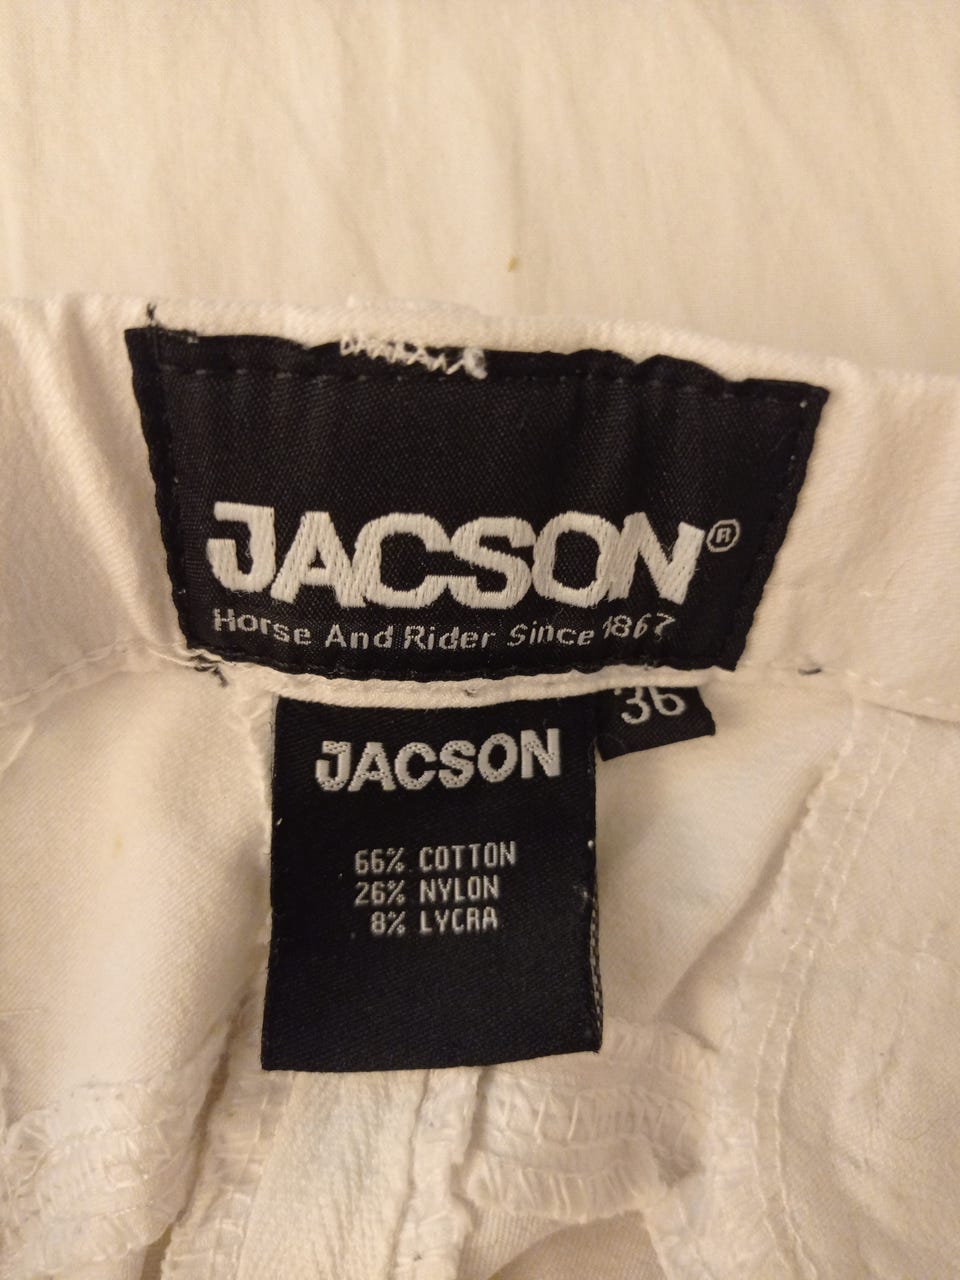 JACSON®
Horse And Rider Since 1867
36
JACSON
66% COTTON
26% NYLON
8% LYCRA